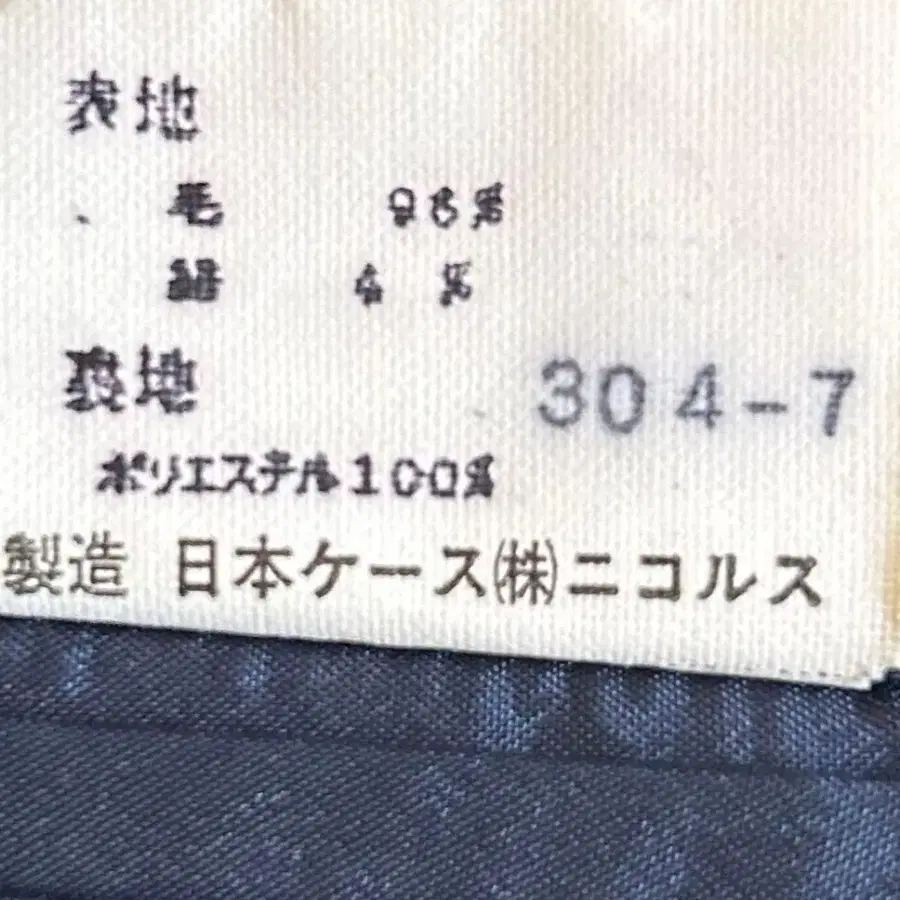 表地
毛 96%
絹 4%
裏地
304-7
ポリエステル100%
製造 日本ケース㈱ニコルス